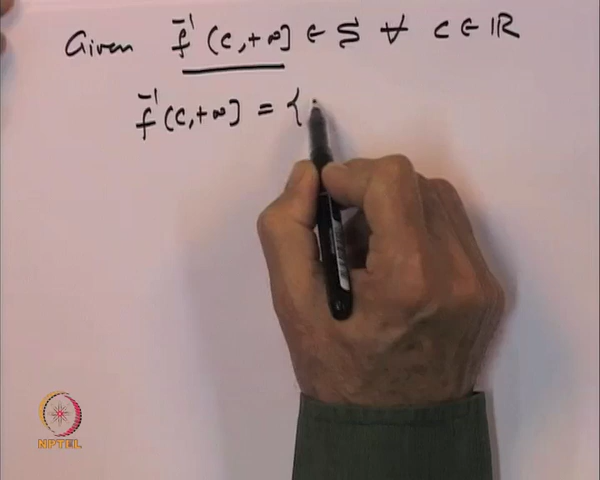 Given f⁻¹(c,+∞] ∈ S ∀ c ∈ ℝ
f⁻¹(c,+∞] = {
NPTEL